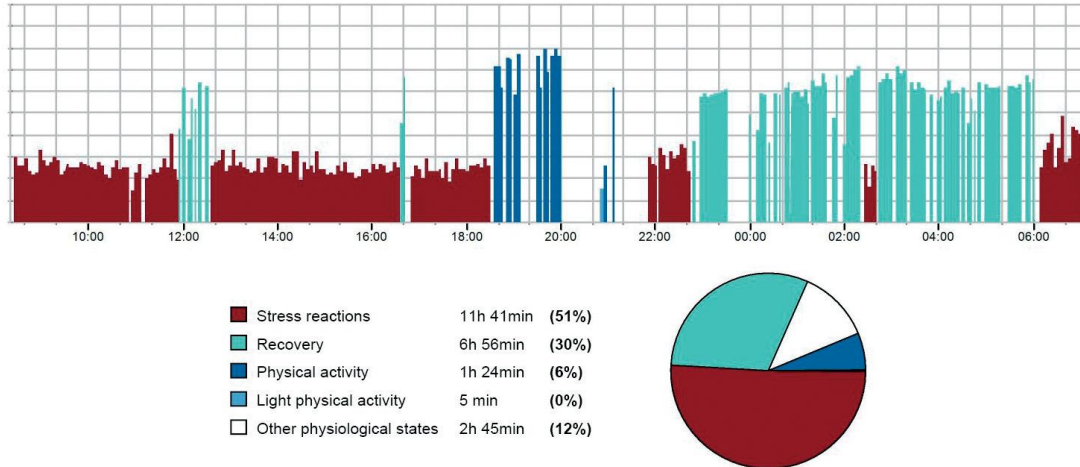 10:00 12:00 14:00 16:00 18:00 20:00 22:00 00:00 02:00 04:00 06:00
Stress reactions 11h 41min (51%)
Recovery 6h 56min (30%)
Physical activity 1h 24min (6%)
Light physical activity 5 min (0%)
Other physiological states 2h 45min (12%)